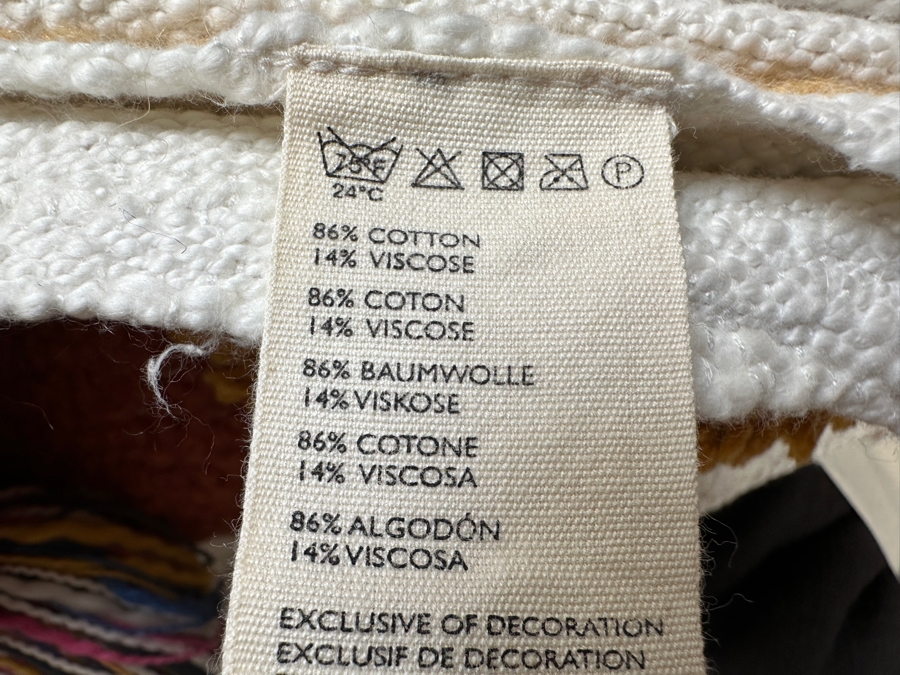 24°C
P
86% COTTON
14% VISCOSE
86% COTON
14% VISCOSE
86% BAUMWOLLE
14% VISKOSE
86% COTONE
14% VISCOSA
86% ALGODÓN
14% VISCOSA
EXCLUSIVE OF DECORATION
EXCLUSIF DE DECORATION